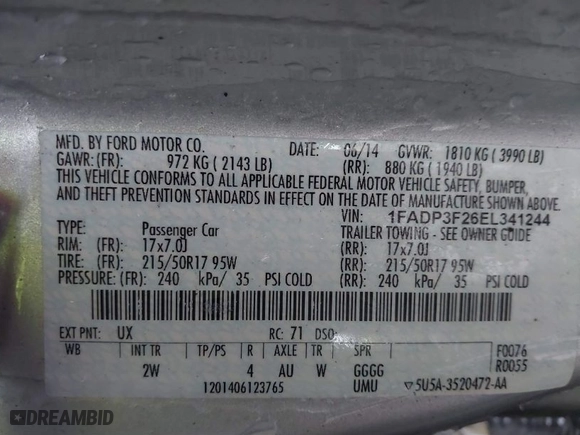 MFD. BY FORD MOTOR CO. DATE: 06/14 GVWR: 1810 KG ( 3990 LB)
GAWR: (FR): 972 KG ( 2143 LB) (RR): 880 KG ( 1940 LB)
THIS VEHICLE CONFORMS TO ALL APPLICABLE FEDERAL MOTOR VEHICLE SAFETY, BUMPER,
AND THEFT PREVENTION STANDARDS IN EFFECT ON THE DATE OF MANUFACTURE SHOWN ABOVE.
VIN: 1FADP3F26EL341244
TYPE: Passenger Car TRAILER TOWING - SEE OWNER GUIDE
RIM: (FR): 17x7.0J (RR): 17x7.0J
TIRE: (FR): 215/50R17 95W (RR): 215/50R17 95W
PRESSURE: (FR): 240 kPa/ 35 PSI COLD (RR): 240 kPa/ 35 PSI COLD
EXT PNT: UX RC: 71 DSO:
WB INT TR TP/PS R AXLE TR SPR F0076
2W 4 AU W GGGG R0055
1201406123765 UMU ▽5U5A-3520472-AA
DREAMBID